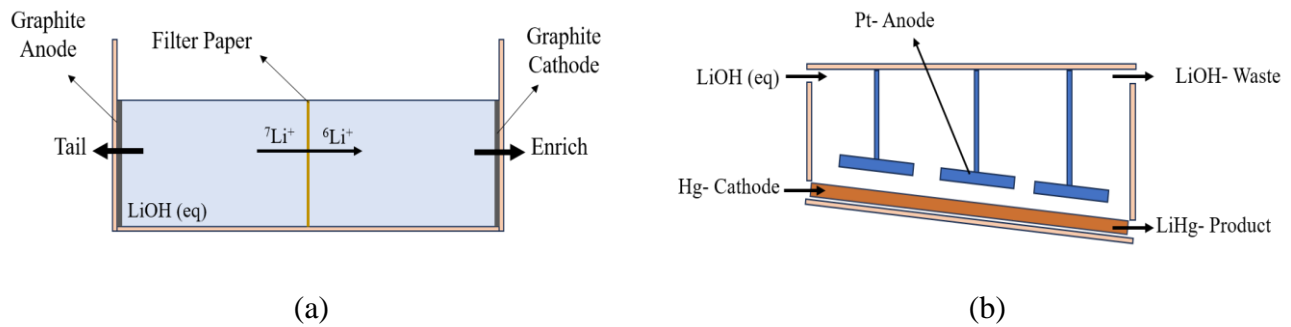 Graphite
Anode
Filter Paper
Graphite
Cathode
⁷Li⁺
⁶Li⁺
Tail
Enrich
LiOH (eq)
(a)
Pt- Anode
LiOH (eq)
LiOH- Waste
Hg- Cathode
LiHg- Product
(b)